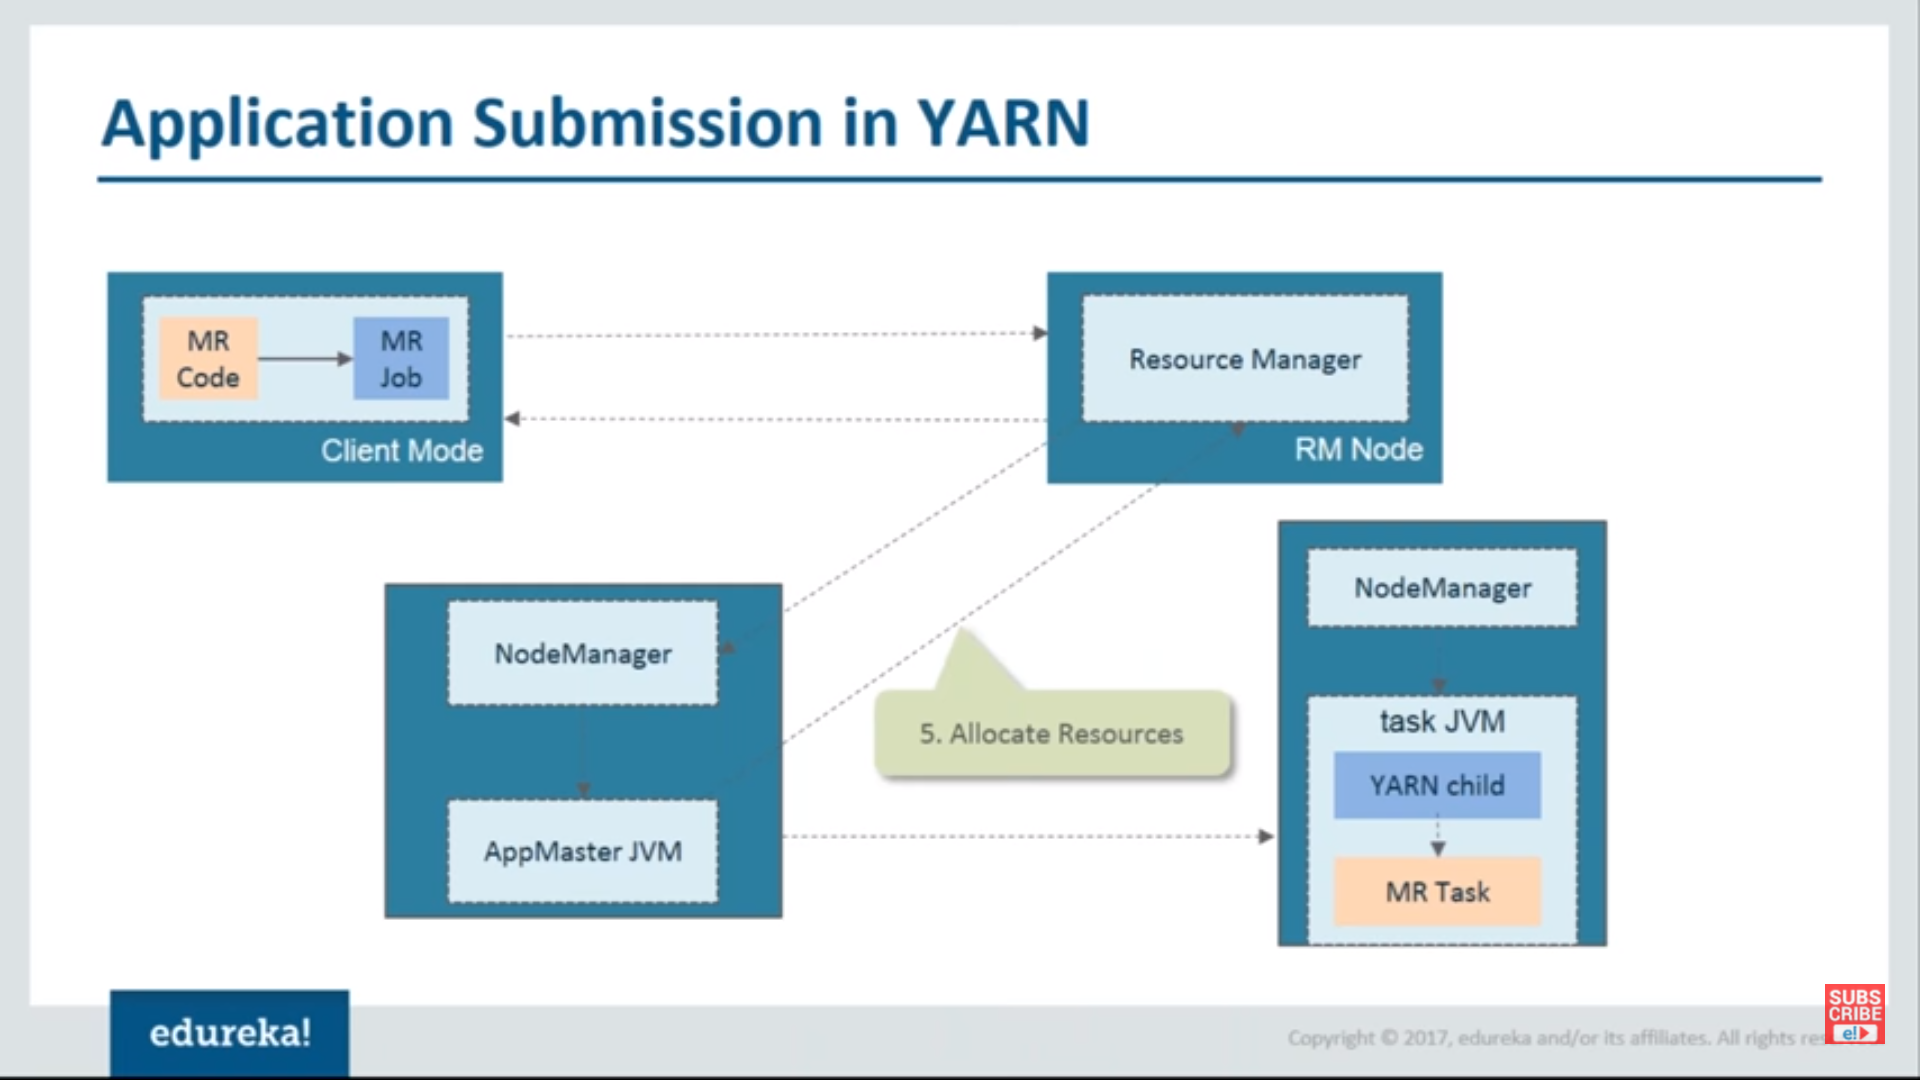 Application Submission in YARN
MR
Code
MR
Job
Client Mode
Resource Manager
RM Node
NodeManager
AppMaster JVM
5. Allocate Resources
NodeManager
task JVM
YARN child
MR Task
edureka!
Copyright © 2017, edureka and/or its affiliates. All rights
SUBS
CRIBE
e!